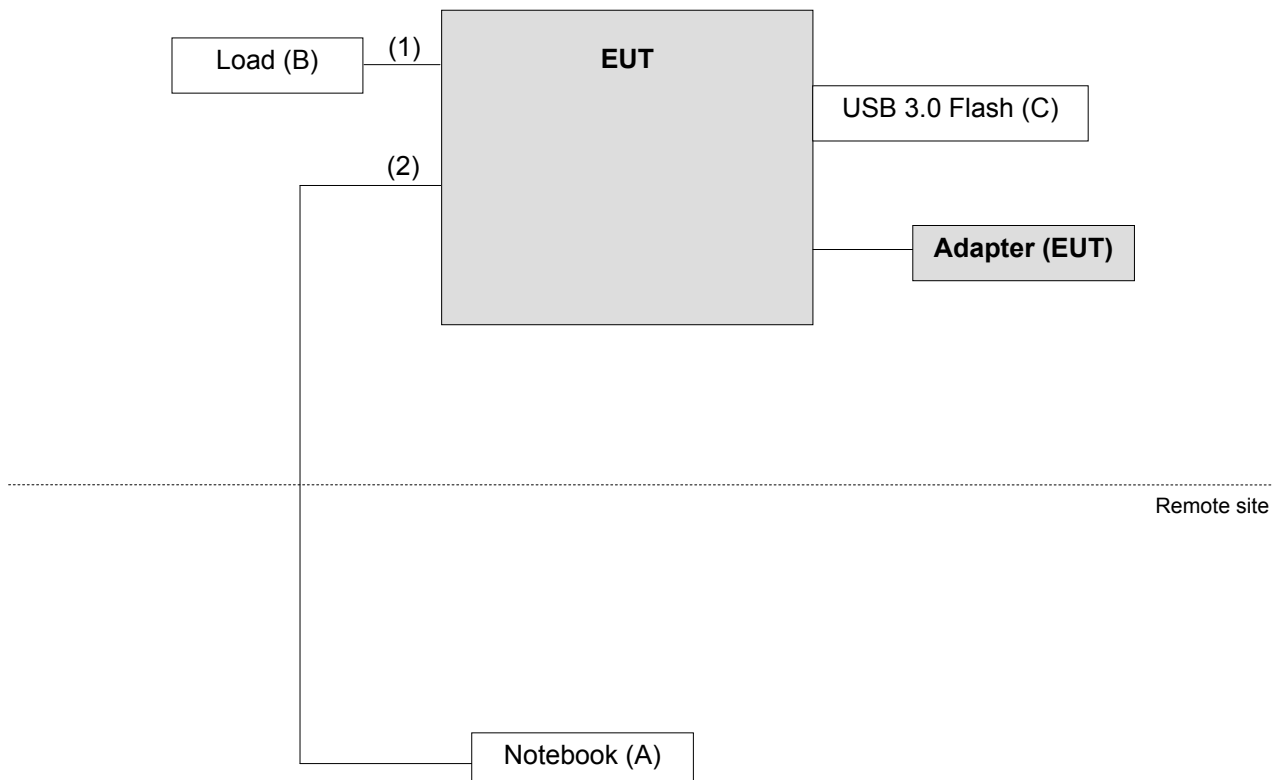 Load (B)
(1)
EUT
USB 3.0 Flash (C)
(2)
Adapter (EUT)
Remote site
Notebook (A)